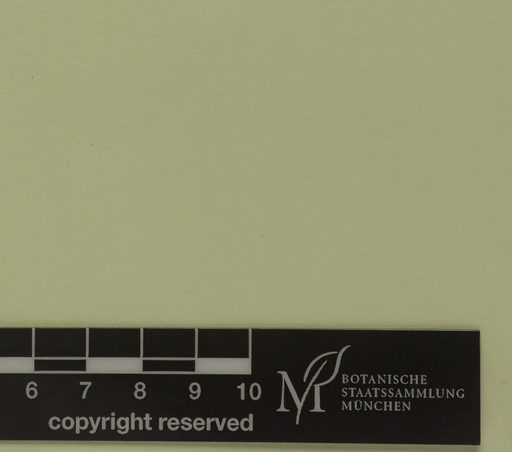 6 7 8 9 10
copyright reserved
M
BOTANISCHE
STAATSSAMMLUNG
MÜNCHEN